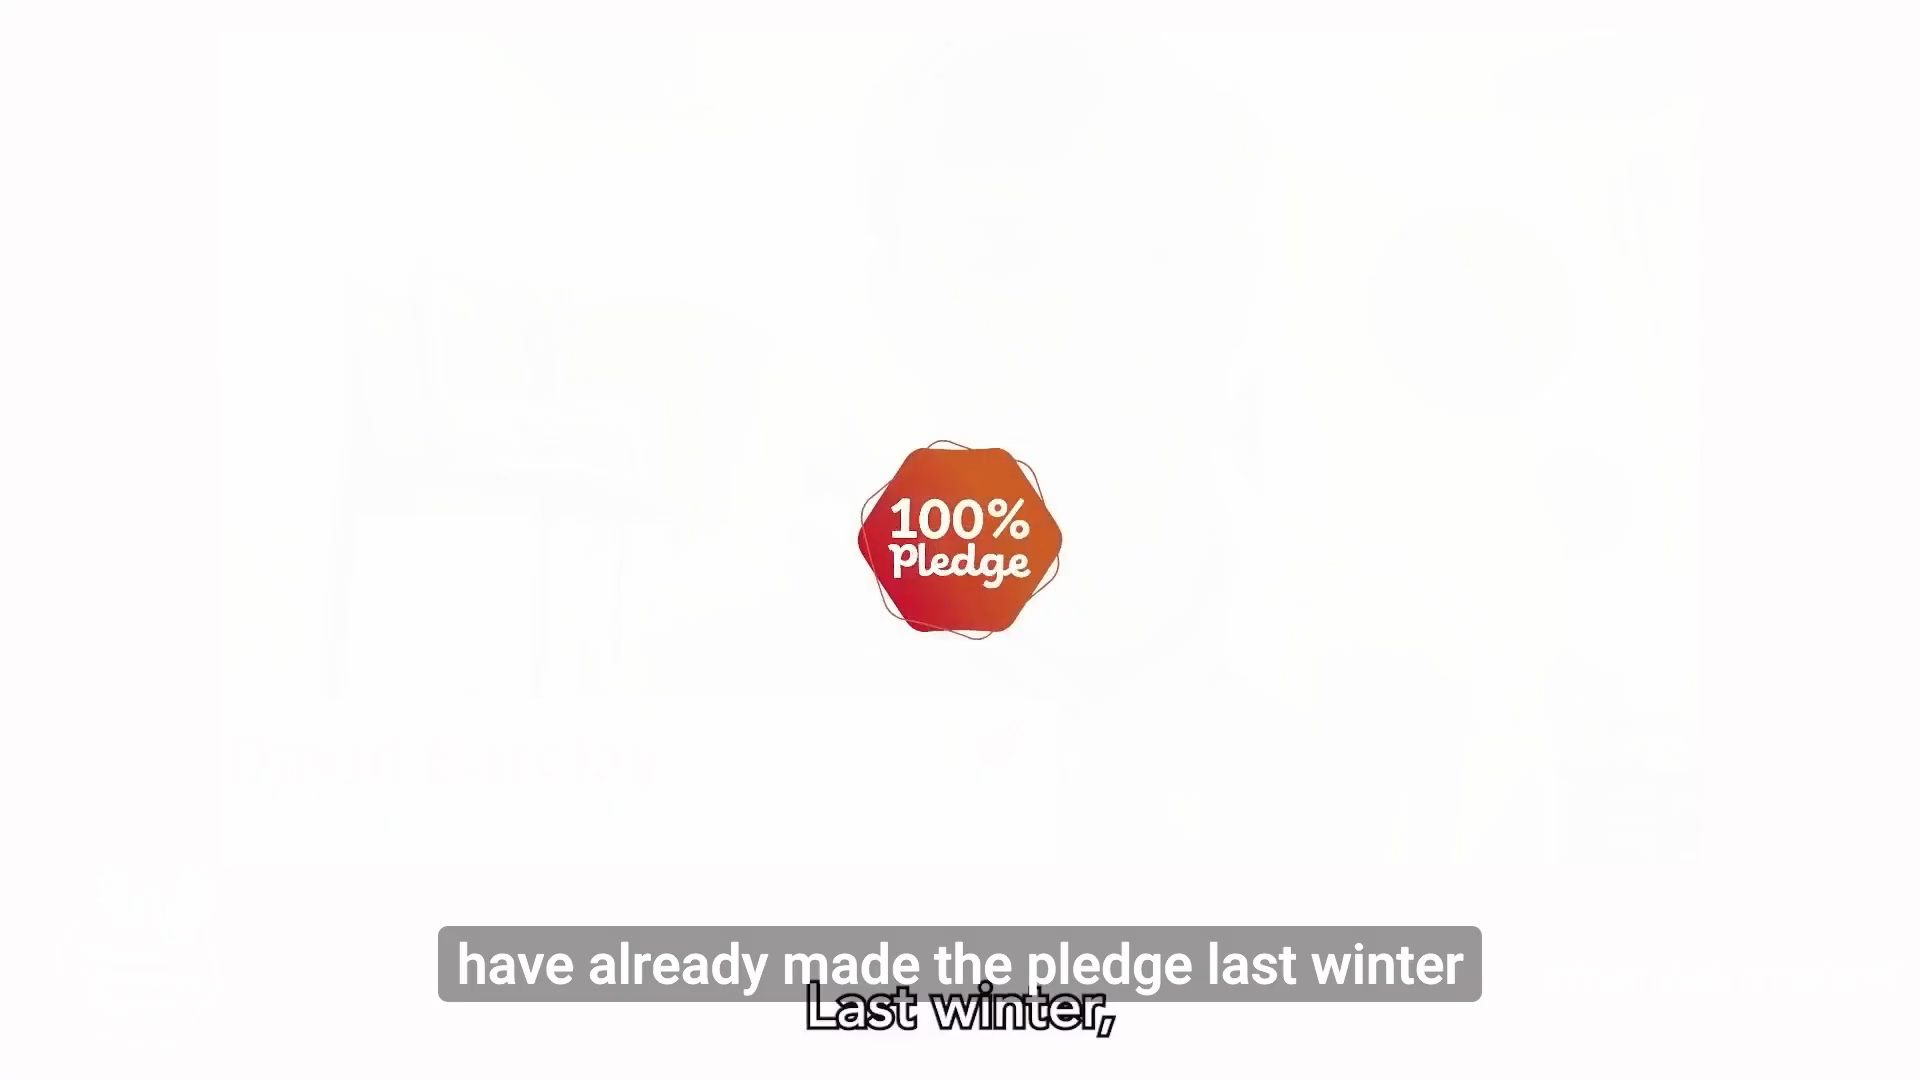 100%
Pledge
have already made the pledge last winter
Last winter,